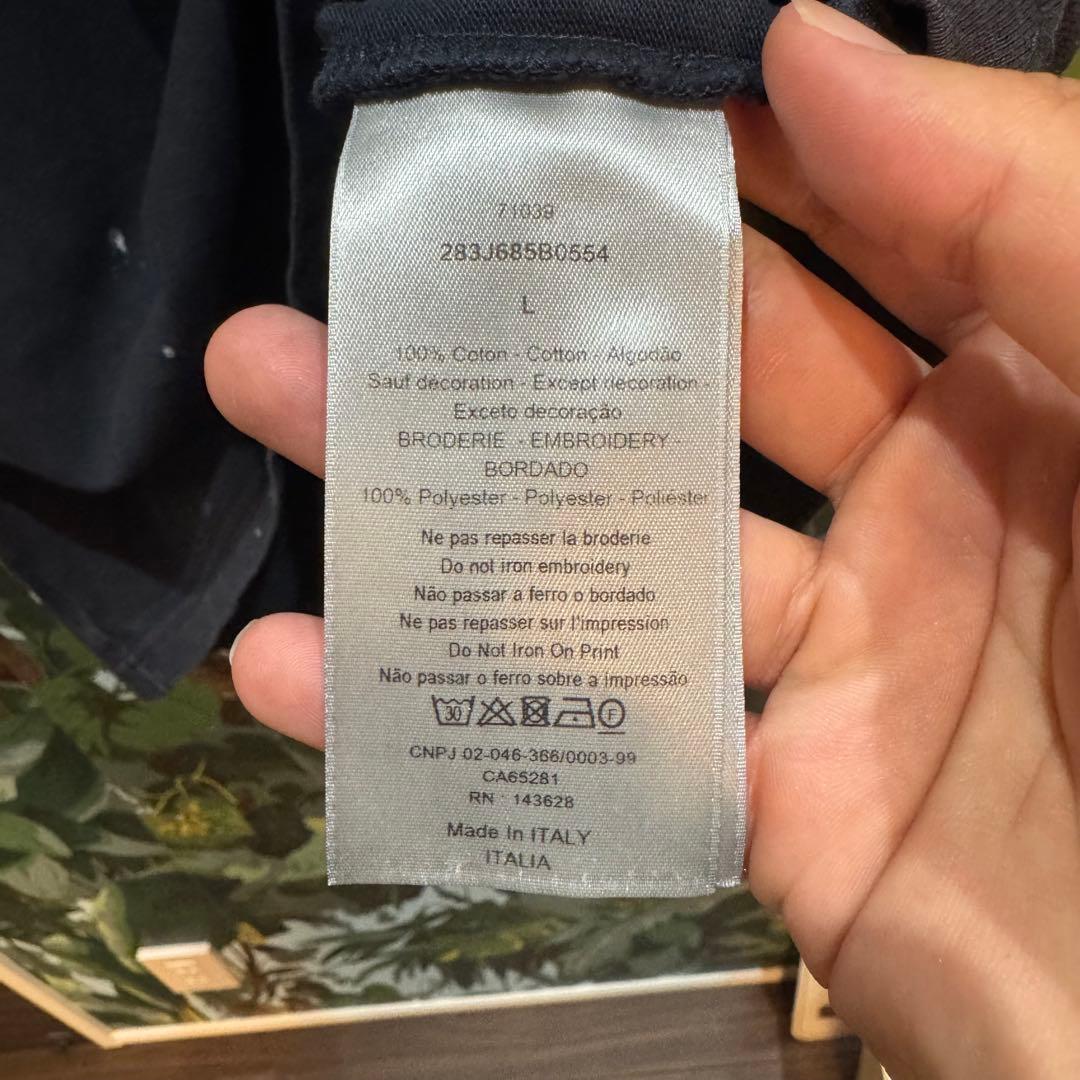 71039
283J685B0554
L
100% Coton - Cotton - Algodão
Sauf décoration - Except decoration -
Exceto decoração
BRODERIE - EMBROIDERY -
BORDADO
100% Polyester - Polyester - Poliéster
Ne pas repasser la broderie
Do not iron embroidery
Não passar a ferro o bordado
Ne pas repasser sur l'impression
Do Not Iron On Print
Não passar o ferro sobre a impressão
30 F
CNPJ 02-046-366/0003-99
CA65281
RN : 143628
Made In ITALY
ITALIA